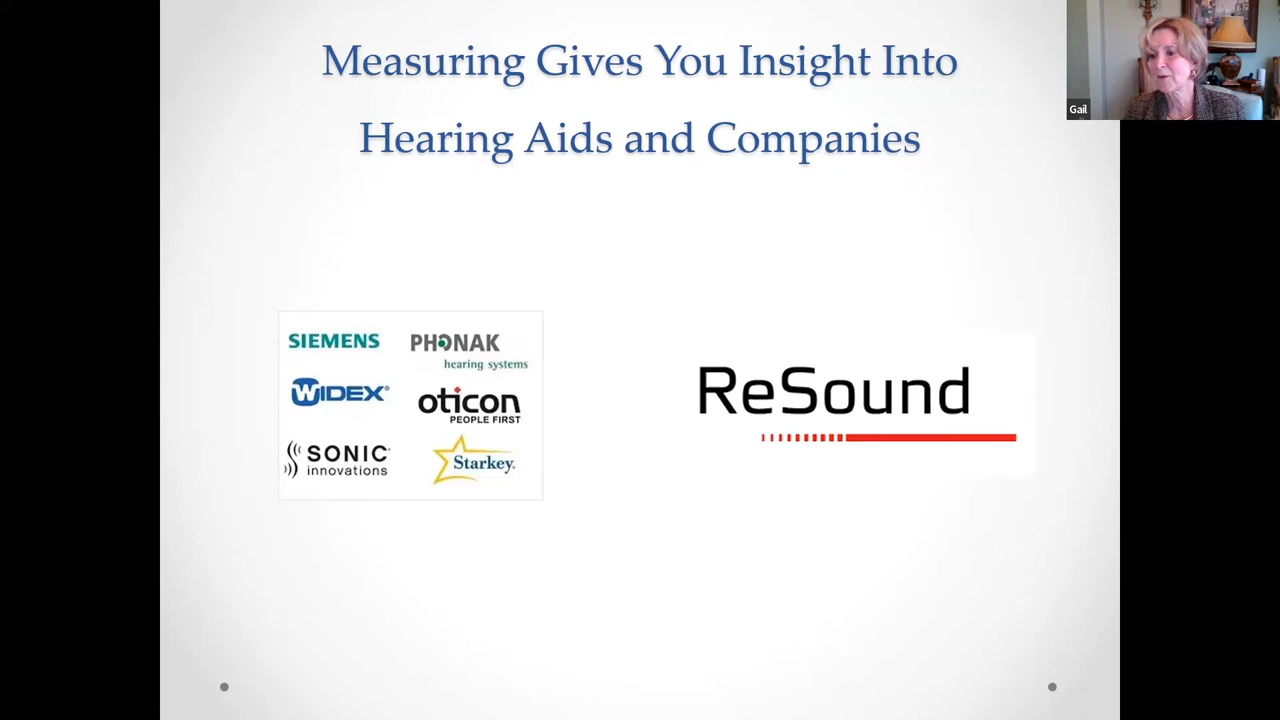 Measuring Gives You Insight Into
Hearing Aids and Companies
Gail
SIEMENS
PHONAK
hearing systems
WIDEX®
oticon
PEOPLE FIRST
SONIC
innovations
Starkey.
ReSound